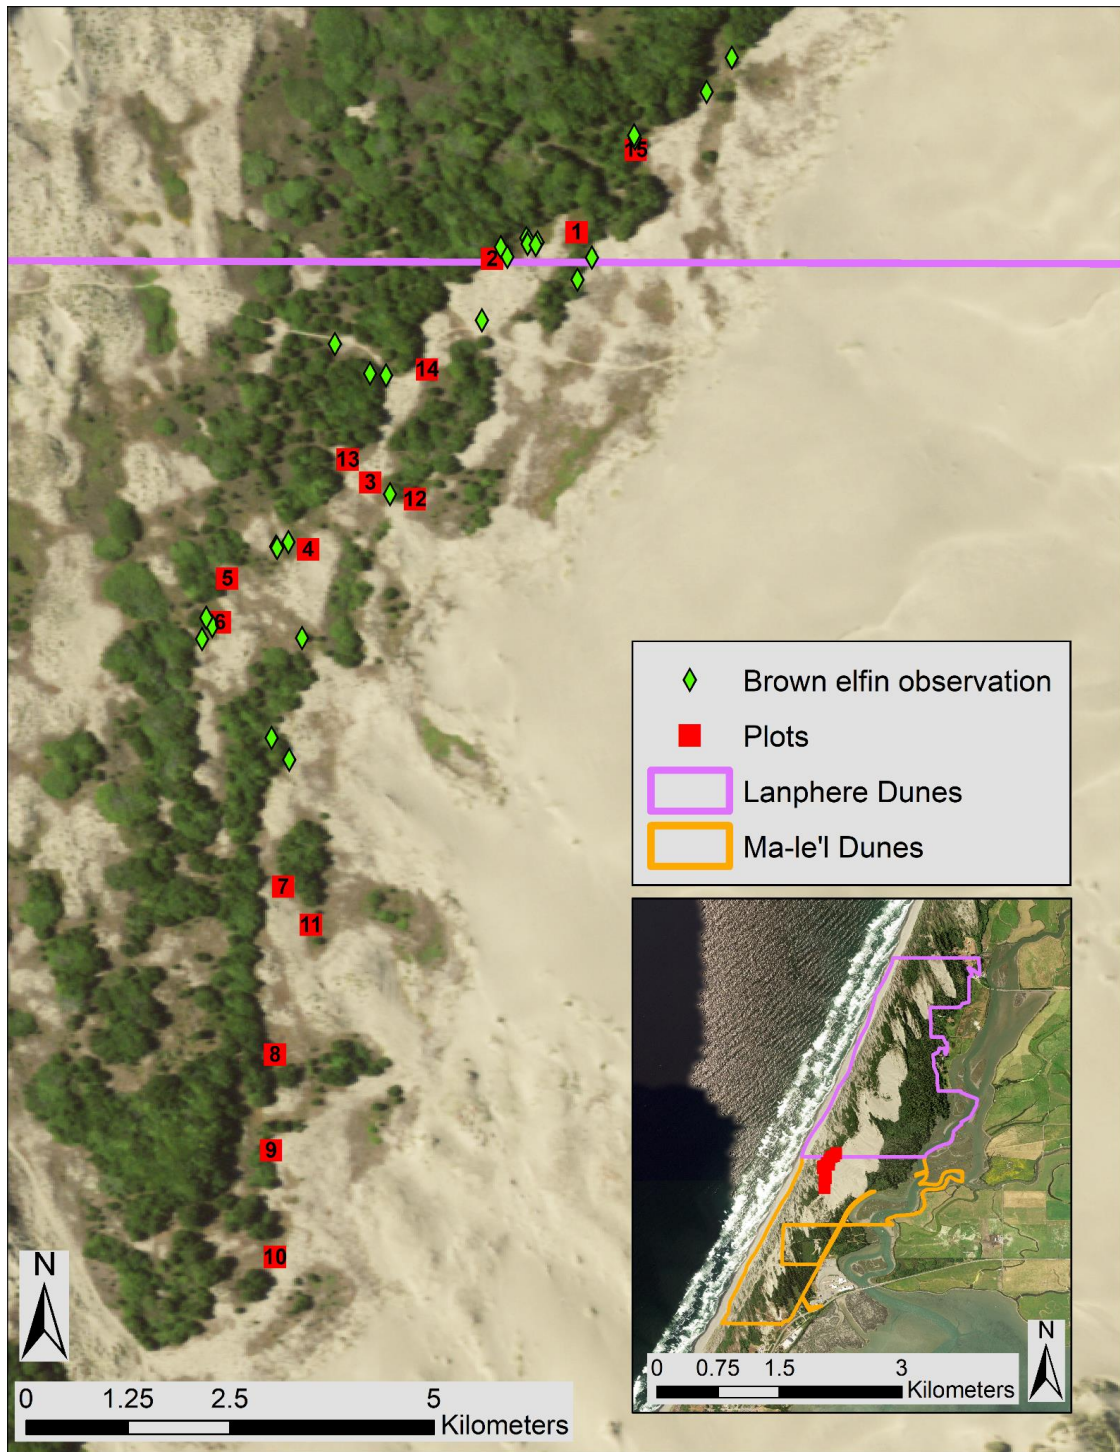 15
1
2
14
13
3
12
4
5
6
Brown elfin observation
Plots
Lanphere Dunes
Ma-le'l Dunes
7
11
8
9
10
N
0 1.25 2.5 5
Kilometers
N
0 0.75 1.5 3
Kilometers